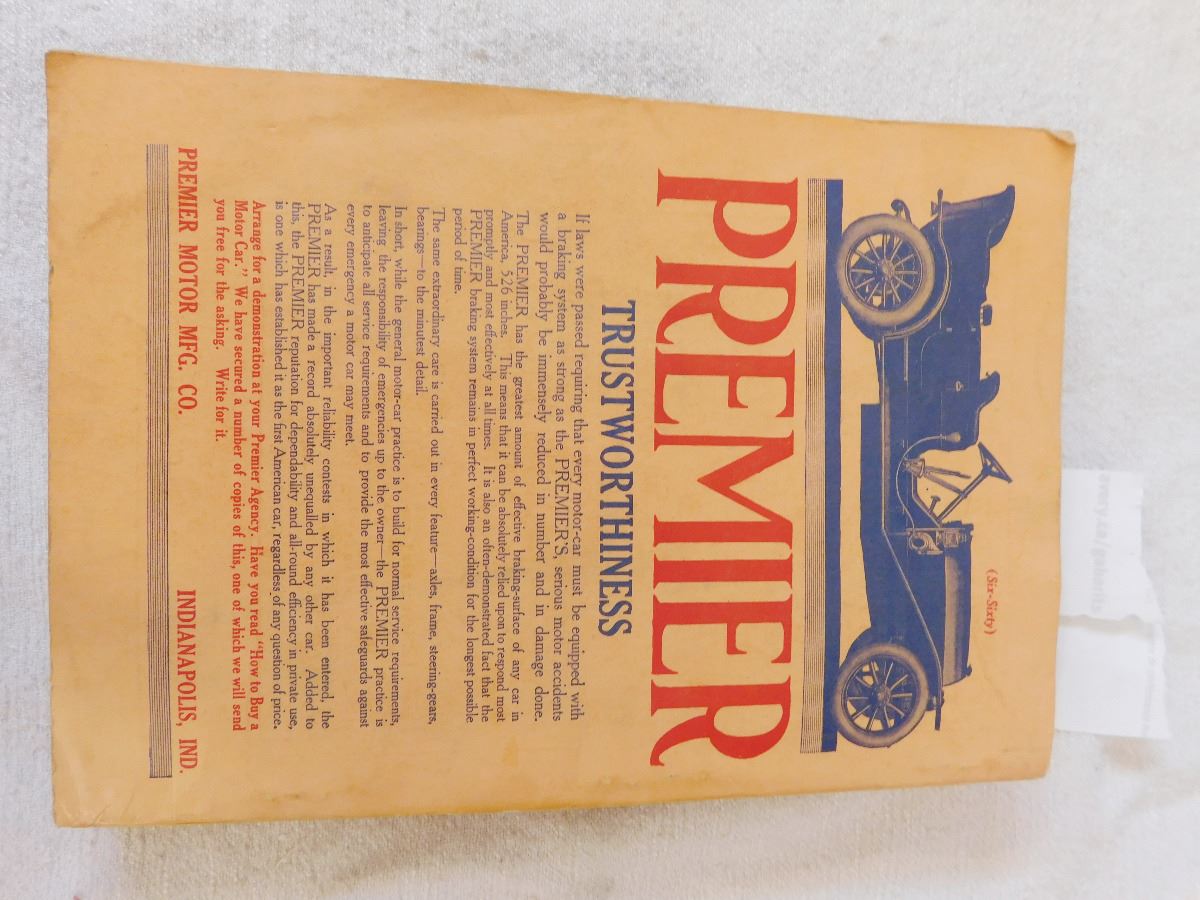 (Six-Sixty)
PREMIER
TRUSTWORTHINESS
If laws were passed requiring that every motor-car must be equipped with
a braking system as strong as the PREMIER'S, serious motor accidents
would probably be immensely reduced in number and in damage done.
The PREMIER has the greatest amount of effective braking-surface of any car in
America, 526 inches. This means that it can be absolutely relied upon to respond most
promptly and most effectively at all times. It is also an often-demonstrated fact that the
PREMIER braking system remains in perfect working-condition for the longest possible
period of time.
The same extraordinary care is carried out in every feature—axles, frame, steering-gears,
bearings—to the minutest detail.
In short, while the general motor-car practice is to build for normal service requirements,
leaving the responsibility of emergencies up to the owner—the PREMIER practice is
to anticipate all service requirements and to provide the most effective safeguards against
every emergency a motor car may meet.
As a result, in the important reliability contests in which it has been entered, the
PREMIER has made a record absolutely unequalled by any other car. Added to
this, the PREMIER reputation for dependability and all-round efficiency in private use,
is one which has established it as the first American car, regardless of any question of price.
Arrange for a demonstration at your Premier Agency. Have you read "How to Buy a
Motor Car." We have secured a number of copies of this, one of which we will send
you free for the asking. Write for it.
PREMIER MOTOR MFG. CO. INDIANAPOLIS, IND.